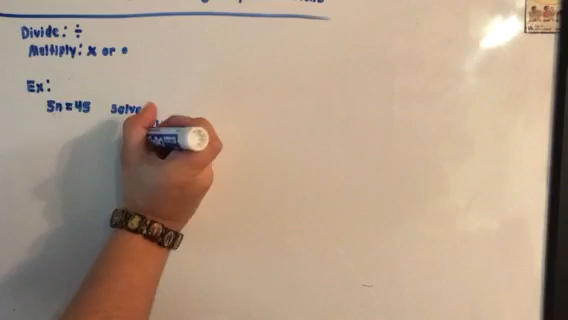 Divide: ÷
Multiply: x or •
Ex:
5n = 45 Solve